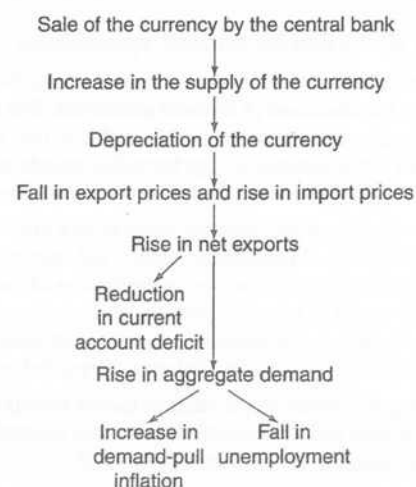 Sale of the currency by the central bank
Increase in the supply of the currency
Depreciation of the currency
Fall in export prices and rise in import prices
Rise in net exports
Reduction
in current
account deficit
Rise in aggregate demand
Increase in
demand-pull
inflation
Fall in
unemployment